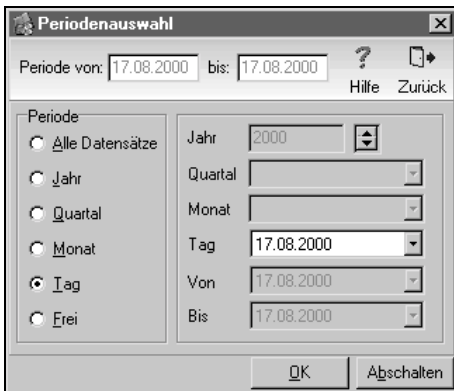 Periodenauswahl
Periode von: 17.08.2000 bis: 17.08.2000
? Hilfe Zurück
Periode
Alle Datensätze
Jahr
Quartal
Monat
Tag
Frei
Jahr 2000
Quartal
Monat
Tag 17.08.2000
Von 17.08.2000
Bis 17.08.2000
OK Abschalten